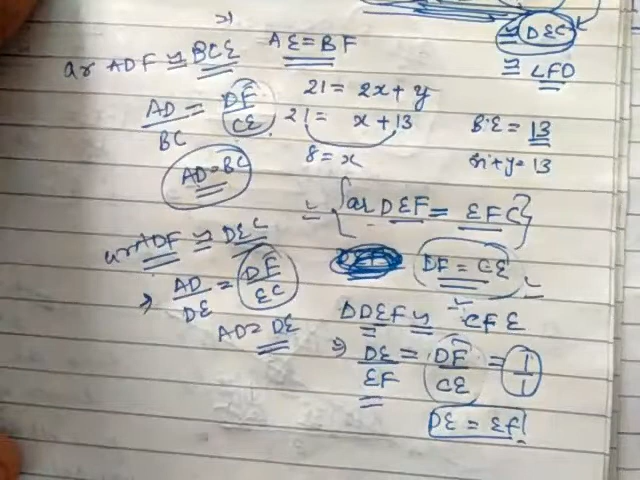 ≅ DEC
≅ CFD
ar ADF ≅ BCE
AE = BF
21 = 2x + y
21 = x + 13
8 = x
BE = 13
x + y = 13
AD/BC = DF/CE
AD = BC
{ar DEF = EFC}
ar ADF ≅ DEC
DF = CE
⇒ AD/DE = DF/EC
AD = DE
DDEF ≅ CFE
⇒ DE/EF = DF/CE = 1/1
DE = EF